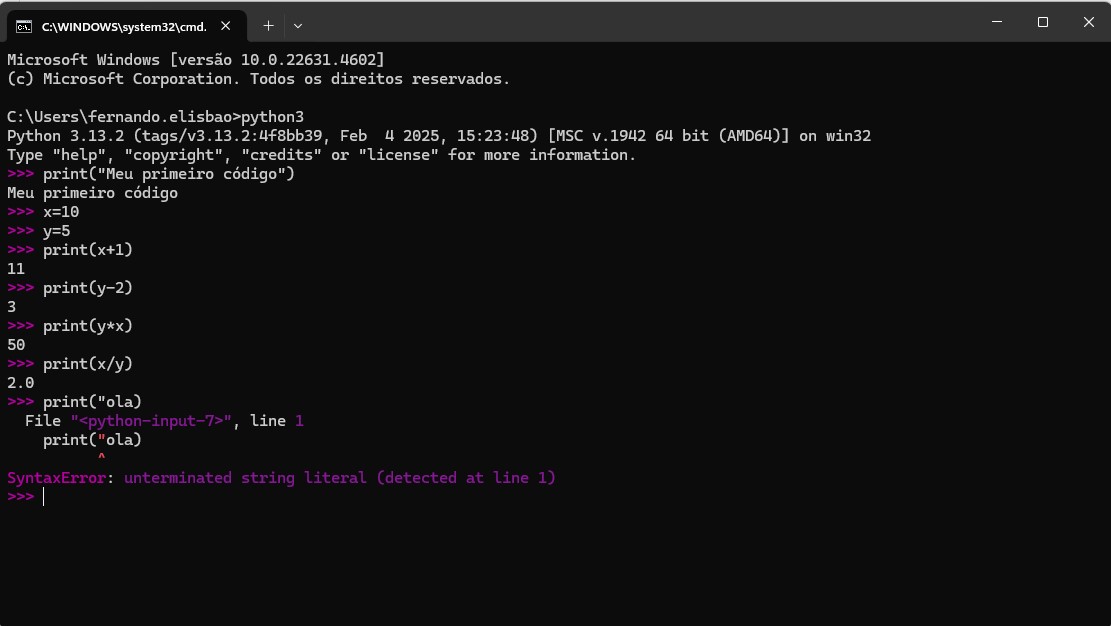 C:\WINDOWS\system32\cmd.
Microsoft Windows [versão 10.0.22631.4602]
(c) Microsoft Corporation. Todos os direitos reservados.
C:\Users\fernando.elisbao>python3
Python 3.13.2 (tags/v3.13.2:4f8bb39, Feb  4 2025, 15:23:48) [MSC v.1942 64 bit (AMD64)] on win32
Type "help", "copyright", "credits" or "license" for more information.
>>> print("Meu primeiro código")
Meu primeiro código
>>> x=10
>>> y=5
>>> print(x+1)
11
>>> print(y-2)
3
>>> print(y*x)
50
>>> print(x/y)
2.0
>>> print("ola)
  File "<python-input-7>", line 1
    print("ola)
          ^
SyntaxError: unterminated string literal (detected at line 1)
>>>